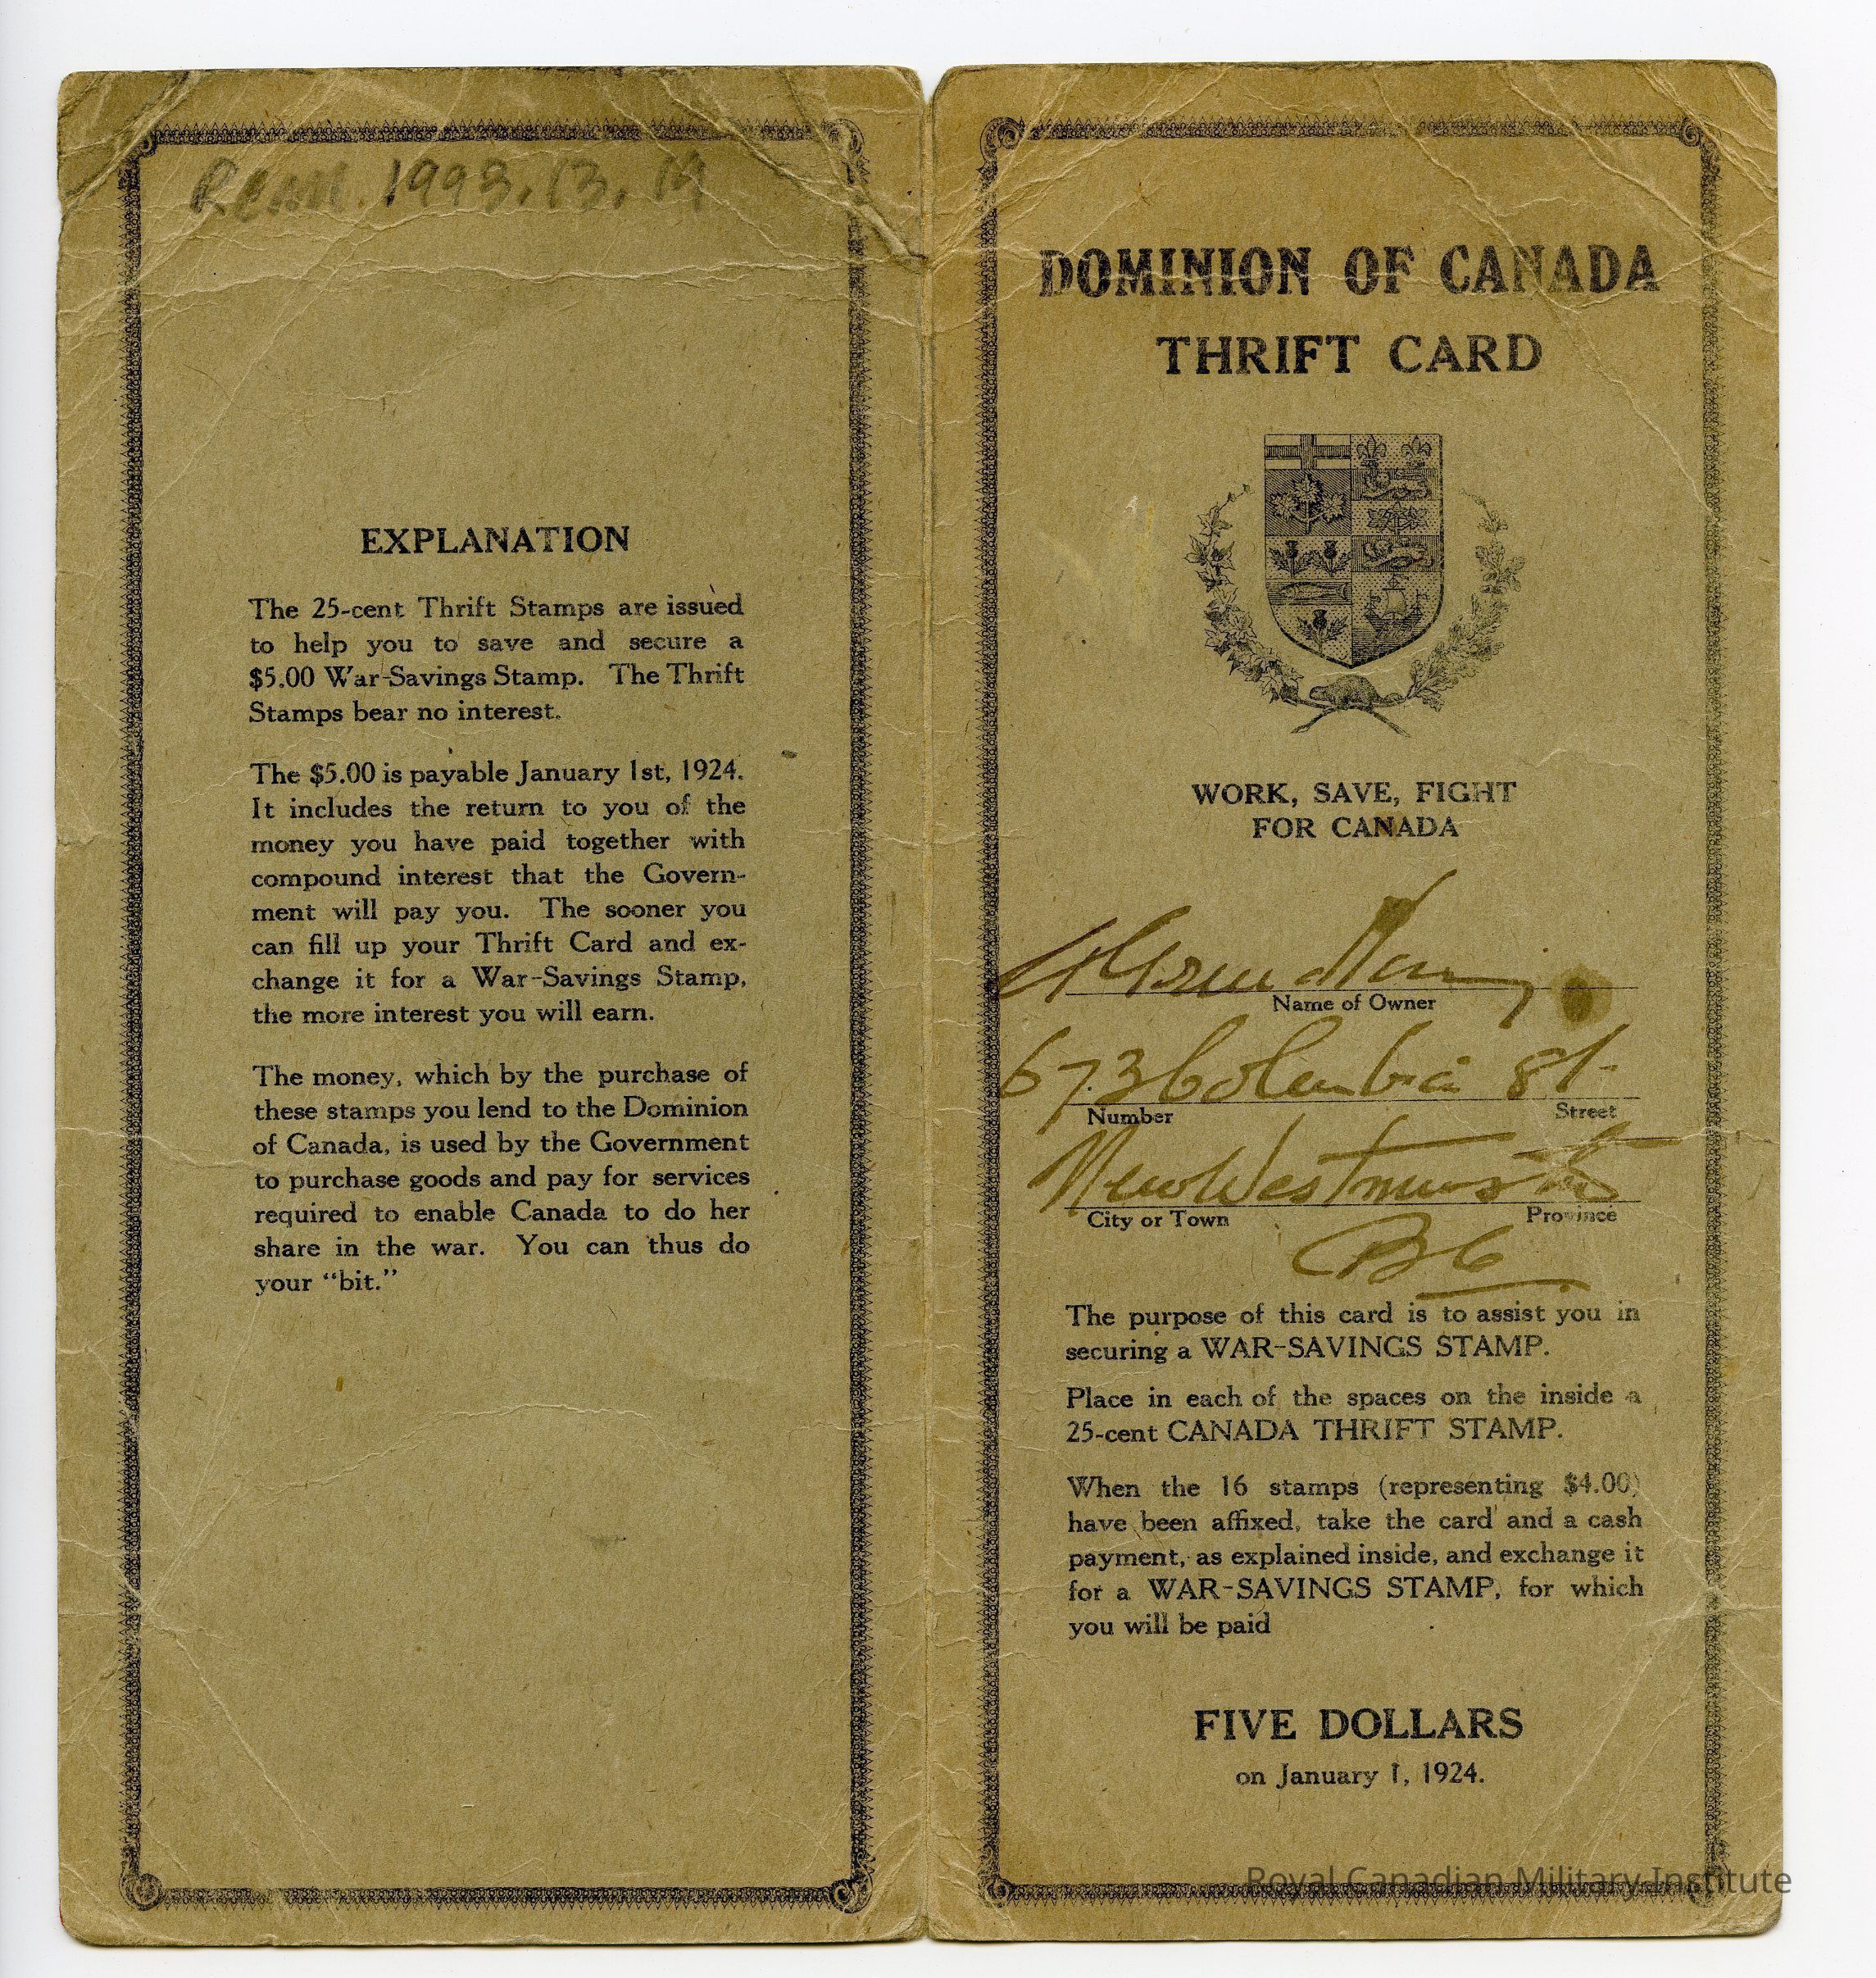 1993.13.14
EXPLANATION
The 25-cent Thrift Stamps are issued
to help you to save and secure a
$5.00 War-Savings Stamp. The Thrift
Stamps bear no interest.
The $5.00 is payable January 1st, 1924.
It includes the return to you of the
money you have paid together with
compound interest that the Govern-
ment will pay you. The sooner you
can fill up your Thrift Card and ex-
change it for a War-Savings Stamp,
the more interest you will earn.
The money, which by the purchase of
these stamps you lend to the Dominion
of Canada, is used by the Government
to purchase goods and pay for services
required to enable Canada to do her
share in the war. You can thus do
your “bit.”
DOMINION OF CANADA
THRIFT CARD
WORK, SAVE, FIGHT
FOR CANADA
Name of Owner
673 Columbia St.
Number Street
New Westminster
City or Town Province
BC
The purpose of this card is to assist you in
securing a WAR-SAVINGS STAMP.
Place in each of the spaces on the inside a
25-cent CANADA THRIFT STAMP.
When the 16 stamps (representing $4.00)
have been affixed, take the card and a cash
payment, as explained inside, and exchange it
for a WAR-SAVINGS STAMP, for which
you will be paid
FIVE DOLLARS
on January 1, 1924.
Royal Canadian Military Institute